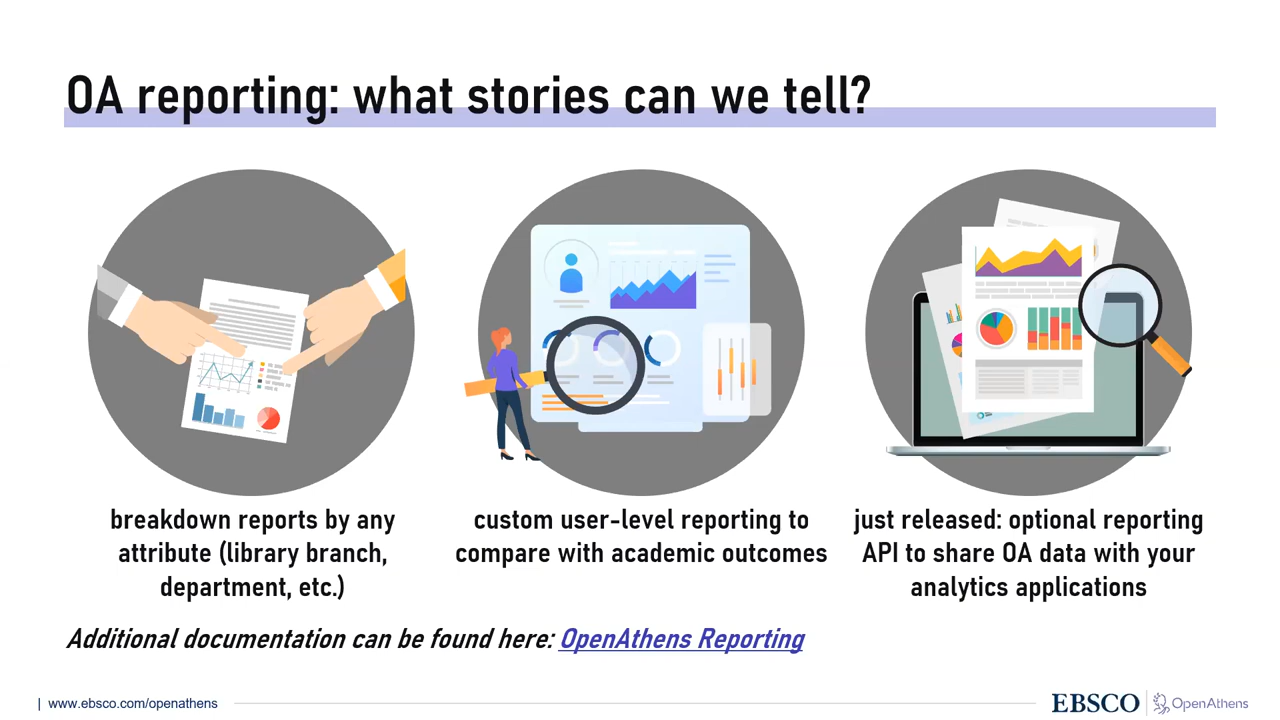 OA reporting: what stories can we tell?
breakdown reports by any
attribute (library branch,
department, etc.)
custom user-level reporting to
compare with academic outcomes
just released: optional reporting
API to share OA data with your
analytics applications
Additional documentation can be found here: OpenAthens Reporting
| www.ebsco.com/openathens
EBSCO | OpenAthens